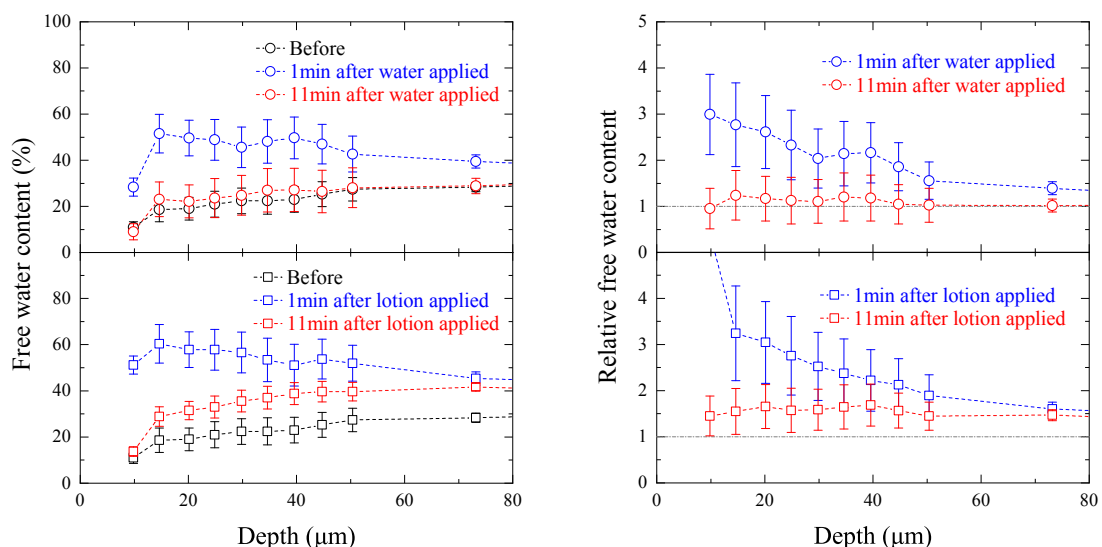 100
80
60
40
20
0
Before
1min after water applied
11min after water applied
80
60
40
20
0
Before
1min after lotion applied
11min after lotion applied
0 20 40 60 80
Free water content (%)
Depth (μm)
5
4
3
2
1
0
1min after water applied
11min after water applied
4
3
2
1
0
1min after lotion applied
11min after lotion applied
0 20 40 60 80
Relative free water content
Depth (μm)